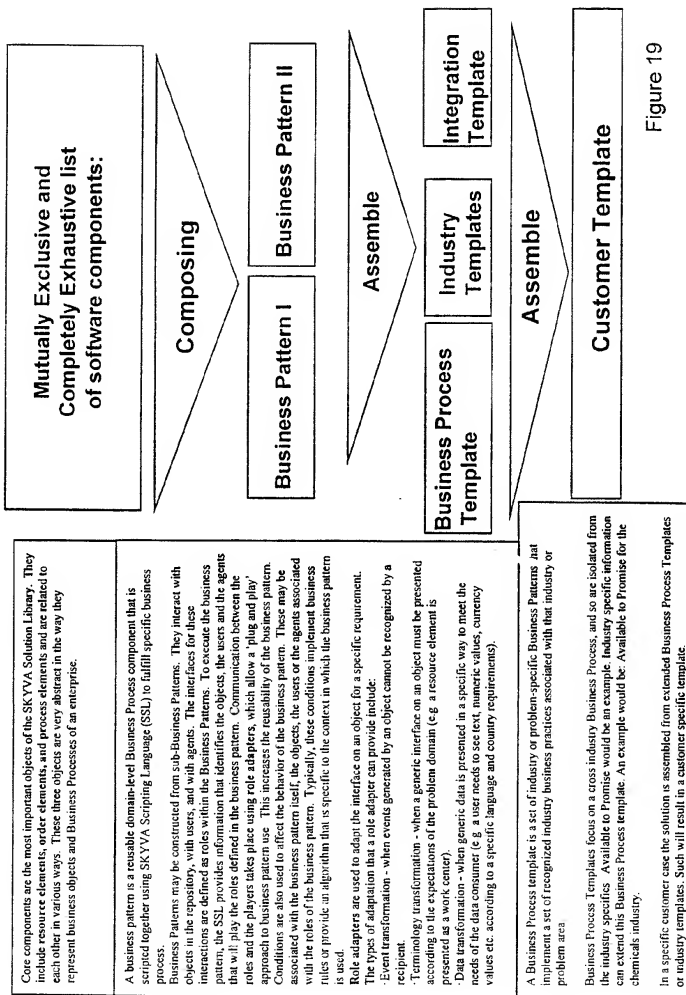 Core components are the most important objects of the SKYVA Solution Library. They
include resource elements, order elements, and process elements and are related to
each other in various ways. These three objects are very abstract in the way they
represent business objects and Business Processes of an enterprise.
A business pattern is a reusable domain-level Business Process component that is
scripted together using SKYVA Scripting Language (SSL) to fulfill specific business
process.
Business Patterns may be constructed from sub-Business Patterns. They interact with
objects in the repository, with users, and with agents. The interfaces for these
interactions are defined as roles within the Business Patterns. To execute the business
pattern, the SSL provides information that identifies the objects, the users and the agents
that will play the roles defined in the business pattern. Communication between the
roles and the players takes place using role adapters, which allow a 'plug and play'
approach to business pattern use This increases the reusability of the business pattern.
Conditions are also used to affect the behavior of the business pattern. These may be
associated with the business pattern itself, the objects, the users or the agents associated
with the roles of the business pattern. Typically, these conditions implement business
rules or provide an algorithm that is specific to the context in which the business pattern
is used.
Role adapters are used to adapt the interface on an object for a specific requirement.
The types of adaptation that a role adapter can provide include:
- Event transformation - when events generated by an object cannot be recognized by a
recipient.
- Terminology transformation - when a generic interface on an object must be presented
according to the expectations of the problem domain (e.g. a resource element is
presented as a work center).
- Data transformation - when generic data is presented in a specific way to meet the
needs of the data consumer (e g. a user needs to see text, numeric values, currency
values etc. according to a specific language and country requirements).
A Business Process template is a set of industry or problem-specific Business Patterns hat
implement a set of recognized industry business practices associated with that industry or
problem area
Business Process Templates focus on a cross industry Business Process, and so are isolated from
the industry specifics Available to Promise would be an example. Industry specific information
can extend this Business Process template. An example would be: Available to Promise for the
chemicals industry.
In a specific customer case the solution is assembled from extended Business Process Templates
or industry templates. Such will result in a customer specific template.
Mutually Exclusive and
Completely Exhaustive list
of software components:
Composing
Business Pattern I
Business Pattern II
Assemble
Business Process
Template
Industry
Templates
Integration
Template
Assemble
Customer Template
Figure 19